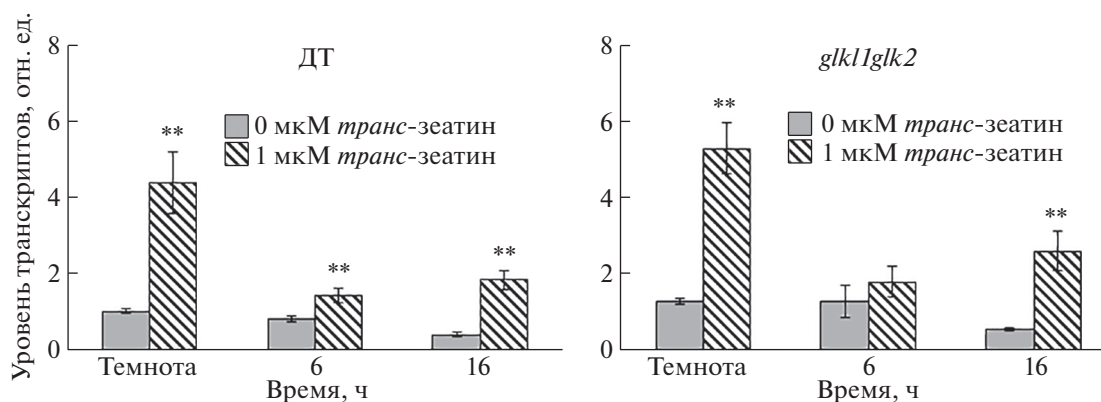 Уровень транскриптов, отн. ед.
8
6
4
2
0
ДТ
0 мкМ транс-зеатин
1 мкМ транс-зеатин
**
**
**
Темнота
6
16
Время, ч
8
6
4
2
0
glkl1glk2
0 мкМ транс-зеатин
1 мкМ транс-зеатин
**
**
Темнота
6
16
Время, ч